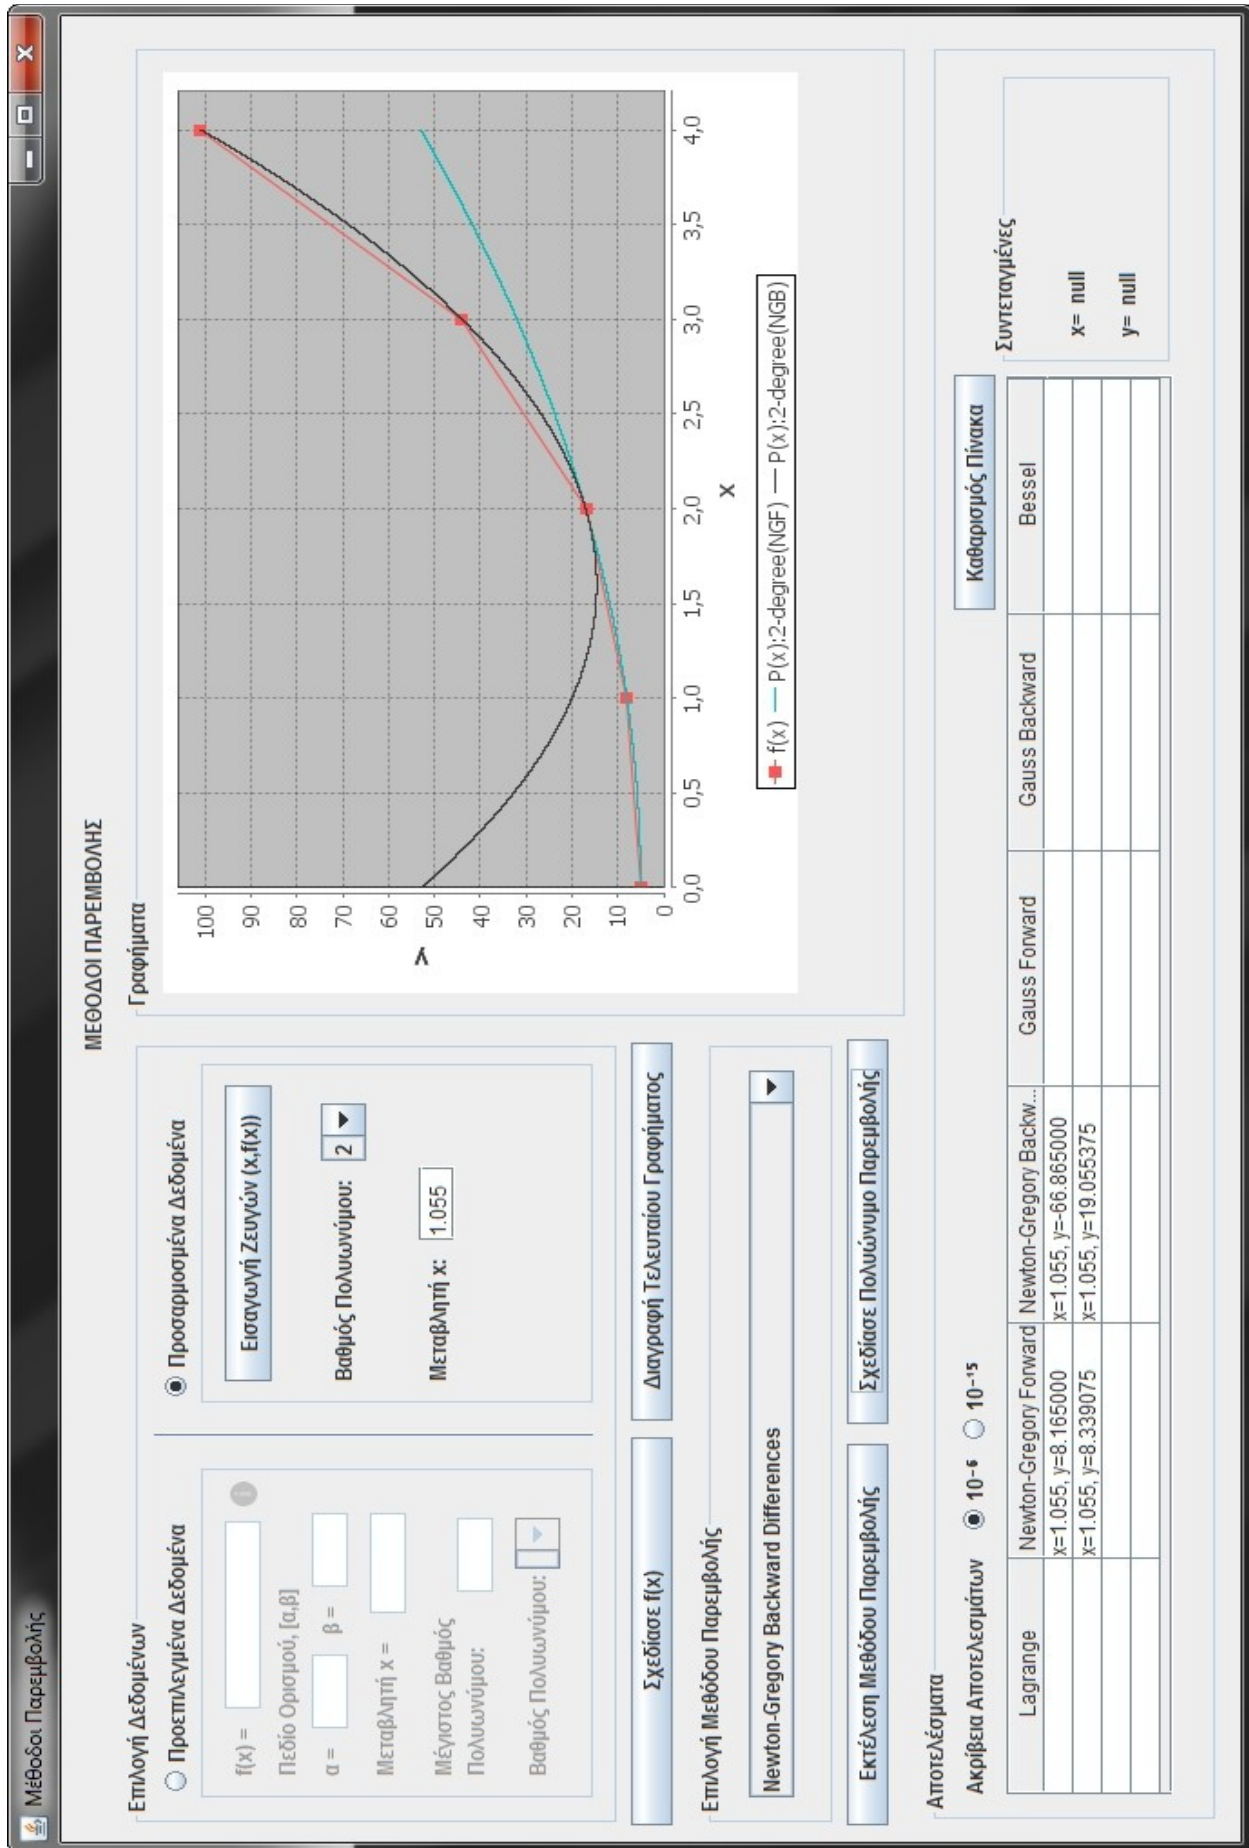 Μέθοδοι Παρεμβολής
ΜΕΘΟΔΟΙ ΠΑΡΕΜΒΟΛΗΣ
Επιλογή Δεδομένων
Προεπιλεγμένα Δεδομένα
f(x) =
i
Πεδίο Ορισμού, [α,β]
α =
β =
Μεταβλητή x =
Μέγιστος Βαθμός
Πολυωνύμου:
Βαθμός Πολυωνύμου:
Προσαρμοσμένα Δεδομένα
Εισαγωγή Ζευγών (x,f(x))
Βαθμός Πολυωνύμου: 2
Μεταβλητή x: 1.055
Σχεδίασε f(x)
Διαγραφή Τελευταίου Γραφήματος
Επιλογή Μεθόδου Παρεμβολής
Newton-Gregory Backward Differences
Εκτέλεση Μεθόδου Παρεμβολής
Σχεδίασε Πολυώνυμο Παρεμβολής
Γραφήματα
Y
100
90
80
70
60
50
40
30
20
10
0
0,0 0,5 1,0 1,5 2,0 2,5 3,0 3,5 4,0
X
f(x) P(x):2-degree(NGF) P(x):2-degree(NGB)
Αποτελέσματα
Ακρίβεια Αποτελεσμάτων 10⁻⁶ 10⁻¹⁵
Καθαρισμός Πίνακα
Lagrange Newton-Gregory Forward Newton-Gregory Backw... Gauss Forward Gauss Backward Bessel
x=1.055, y=8.165000 x=1.055, y=-66.865000
x=1.055, y=8.339075 x=1.055, y=19.055375
Συντεταγμένες
x= null
y= null